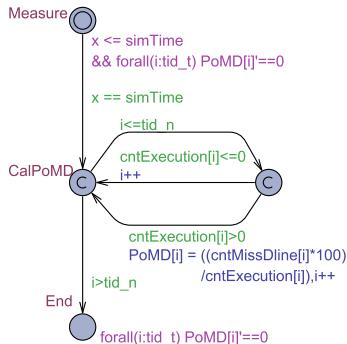 Measure
x <= simTime
&& forall(i:tid_t) PoMD[i]'==0
x == simTime
i<=tid_n
cntExecution[i]<=0
CalPoMD
i++
C
C
cntExecution[i]>0
PoMD[i] = ((cntMissDline[i]*100)
/cntExecution[i]),i++
i>tid_n
End
forall(i:tid_t) PoMD[i]'==0